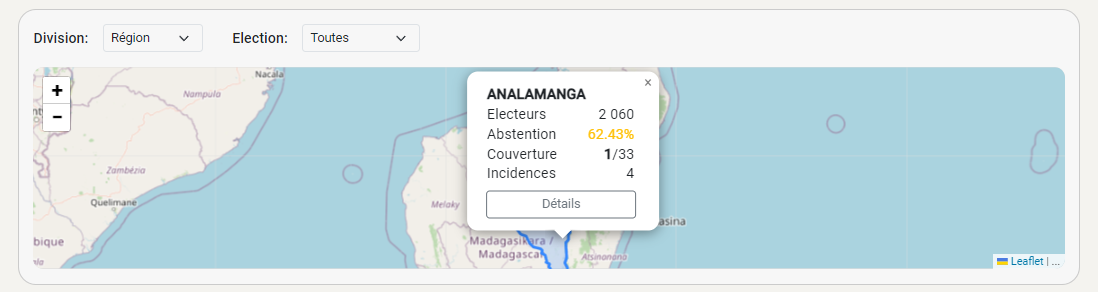 Division: Région Election: Toutes
+
−
Nacala
Nampula
Zambézia
Quelimane
bique
Melaky
Madagasikara /
Madagascar
asina
Atsinanana
×
ANALAMANGA
Electeurs 2 060
Abstention 62.43%
Couverture 1/33
Incidences 4
Détails
Leaflet | ...